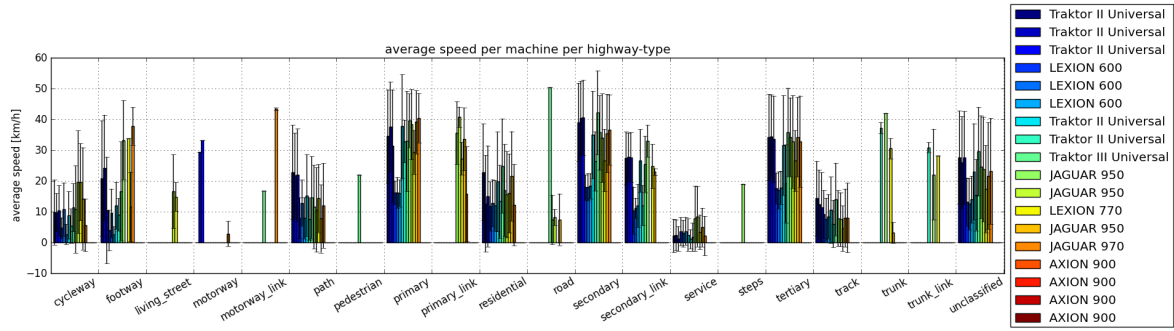 average speed per machine per highway-type
average speed [km/h]
60
50
40
30
20
10
0
−10
cycleway
footway
living_street
motorway
motorway_link
path
pedestrian
primary
primary_link
residential
road
secondary
secondary_link
service
steps
tertiary
track
trunk
trunk_link
unclassified
Traktor II Universal
Traktor II Universal
Traktor II Universal
LEXION 600
LEXION 600
LEXION 600
Traktor II Universal
Traktor II Universal
Traktor III Universal
JAGUAR 950
JAGUAR 950
LEXION 770
JAGUAR 950
JAGUAR 970
AXION 900
AXION 900
AXION 900
AXION 900